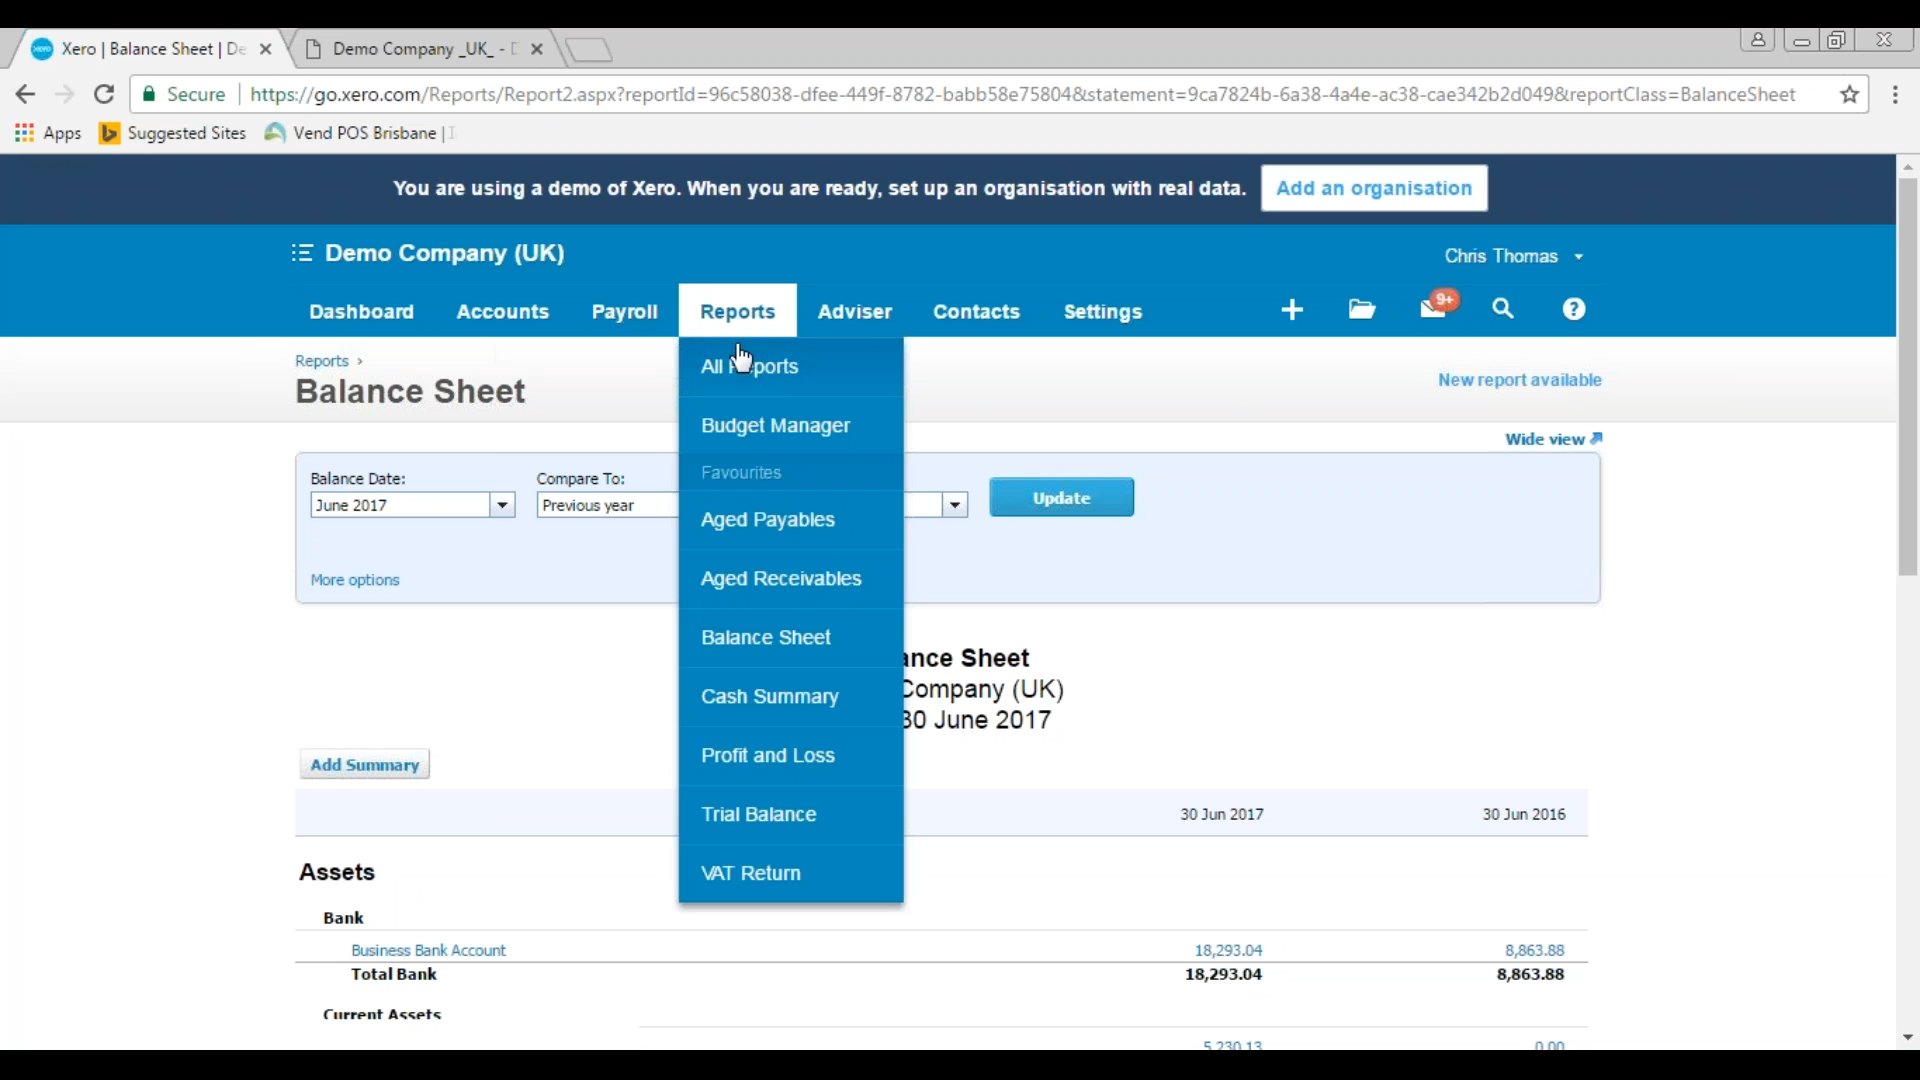 Xero | Balance Sheet | De
Demo Company _UK_ - D
Secure
https://go.xero.com/Reports/Report2.aspx?reportId=96c58038-dfee-449f-8782-babb58e75804&statement=9ca7824b-6a38-4a4e-ac38-cae342b2d049&reportClass=BalanceSheet
Apps
Suggested Sites
Vend POS Brisbane | I
You are using a demo of Xero. When you are ready, set up an organisation with real data.
Add an organisation
Demo Company (UK)
Chris Thomas
Dashboard
Accounts
Payroll
Reports
Adviser
Contacts
Settings
9+
?
Reports ›
Balance Sheet
New report available
Wide view
All Reports
Budget Manager
Favourites
Aged Payables
Aged Receivables
Balance Sheet
Cash Summary
Profit and Loss
Trial Balance
VAT Return
Balance Date:
June 2017
Compare To:
Previous year
Update
More options
ance Sheet
Company (UK)
30 June 2017
Add Summary
30 Jun 2017
30 Jun 2016
Assets
Bank
Business Bank Account
18,293.04
8,863.88
Total Bank
18,293.04
8,863.88
Current Assets
5,230.13
0.00